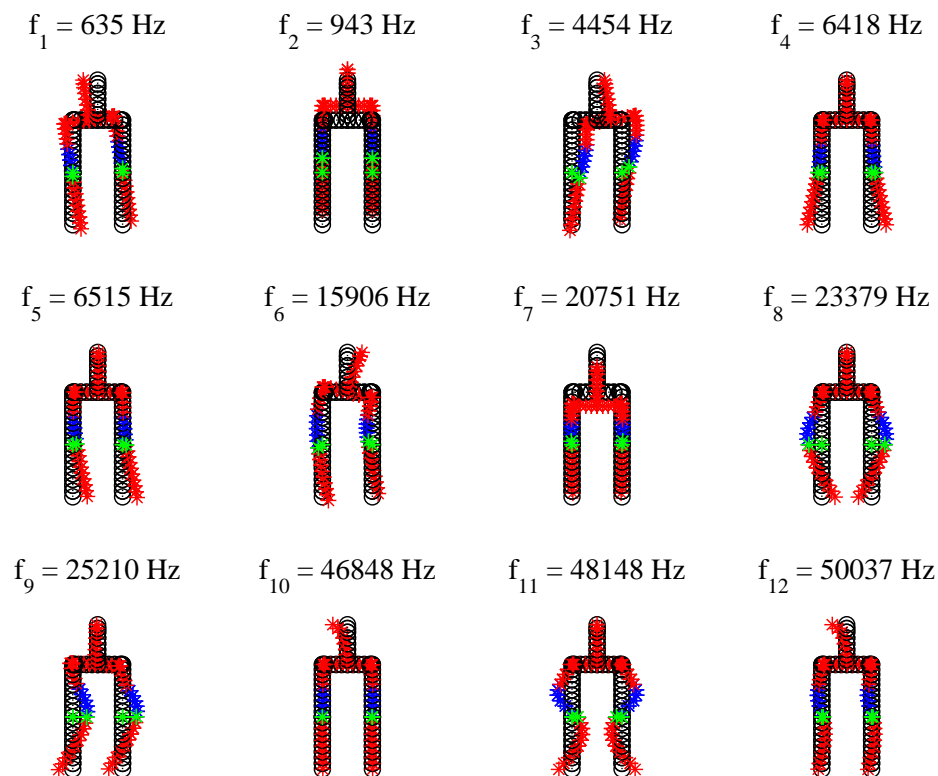 f₁ = 635 Hz
f₂ = 943 Hz
f₃ = 4454 Hz
f₄ = 6418 Hz
f₅ = 6515 Hz
f₆ = 15906 Hz
f₇ = 20751 Hz
f₈ = 23379 Hz
f₉ = 25210 Hz
f₁₀ = 46848 Hz
f₁₁ = 48148 Hz
f₁₂ = 50037 Hz